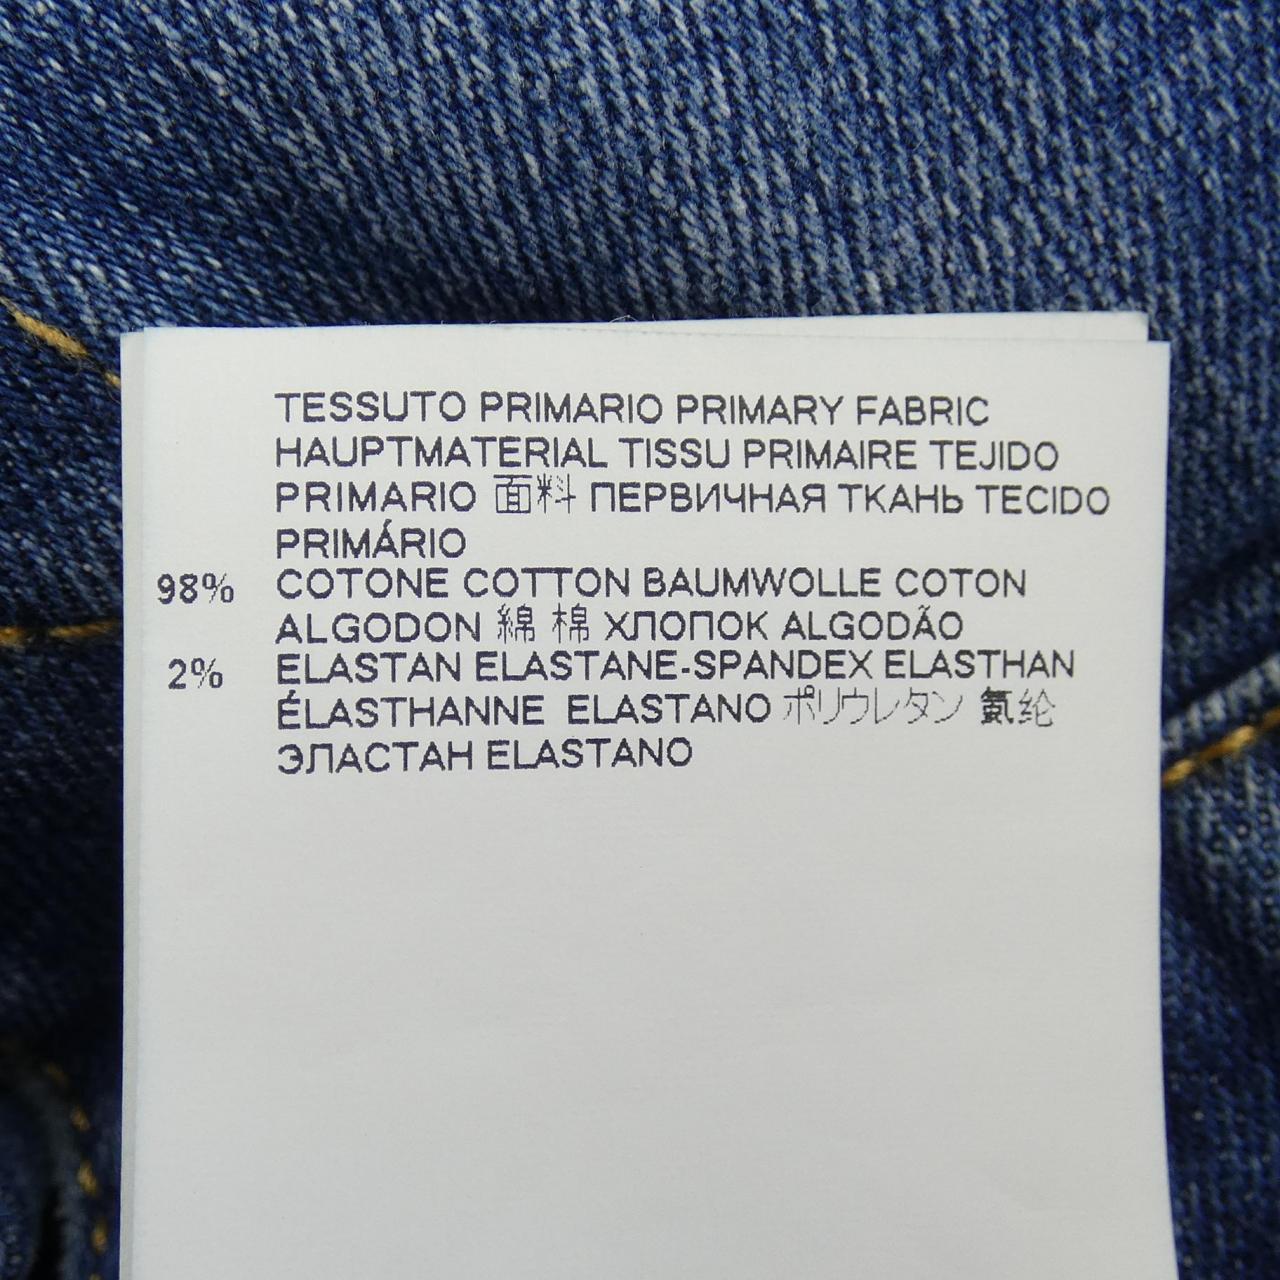 TESSUTO PRIMARIO PRIMARY FABRIC
HAUPTMATERIAL TISSU PRIMAIRE TEJIDO
PRIMARIO 面料 ПЕРВИЧНАЯ ТКАНЬ TECIDO
PRIMÁRIO
98% COTONE COTTON BAUMWOLLE COTON
ALGODON 綿 棉 ХЛОПОК ALGODÃO
2% ELASTAN ELASTANE-SPANDEX ELASTHAN
ÉLASTHANNE ELASTANO ポリウレタン 氨纶
ЭЛАСТАН ELASTANO